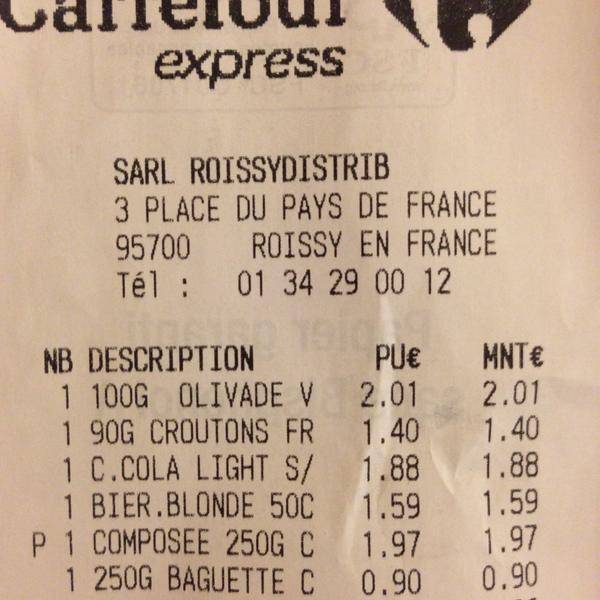 Carrefour
express
SARL ROISSYDISTRIB
3 PLACE DU PAYS DE FRANCE
95700 ROISSY EN FRANCE
Tél : 01 34 29 00 12
NB DESCRIPTION PU€ MNT€
1 100G OLIVADE V 2.01 2.01
1 90G CROUTONS FR 1.40 1.40
1 C.COLA LIGHT S/ 1.88 1.88
1 BIER.BLONDE 50C 1.59 1.59
P 1 COMPOSEE 250G C 1.97 1.97
1 250G BAGUETTE C 0.90 0.90